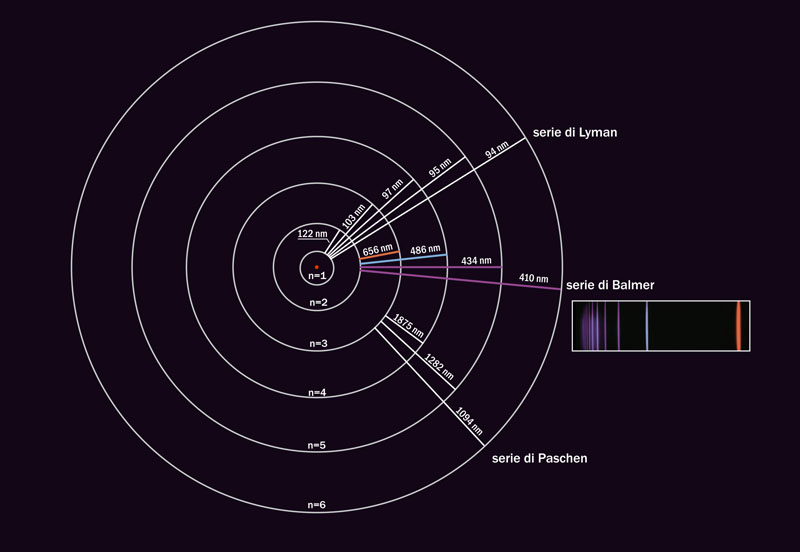 serie di Lyman
94 nm
95 nm
97 nm
103 nm
122 nm
656 nm
486 nm
434 nm
410 nm
serie di Balmer
n=1
n=2
n=3
n=4
n=5
n=6
1875 nm
1282 nm
1094 nm
serie di Paschen